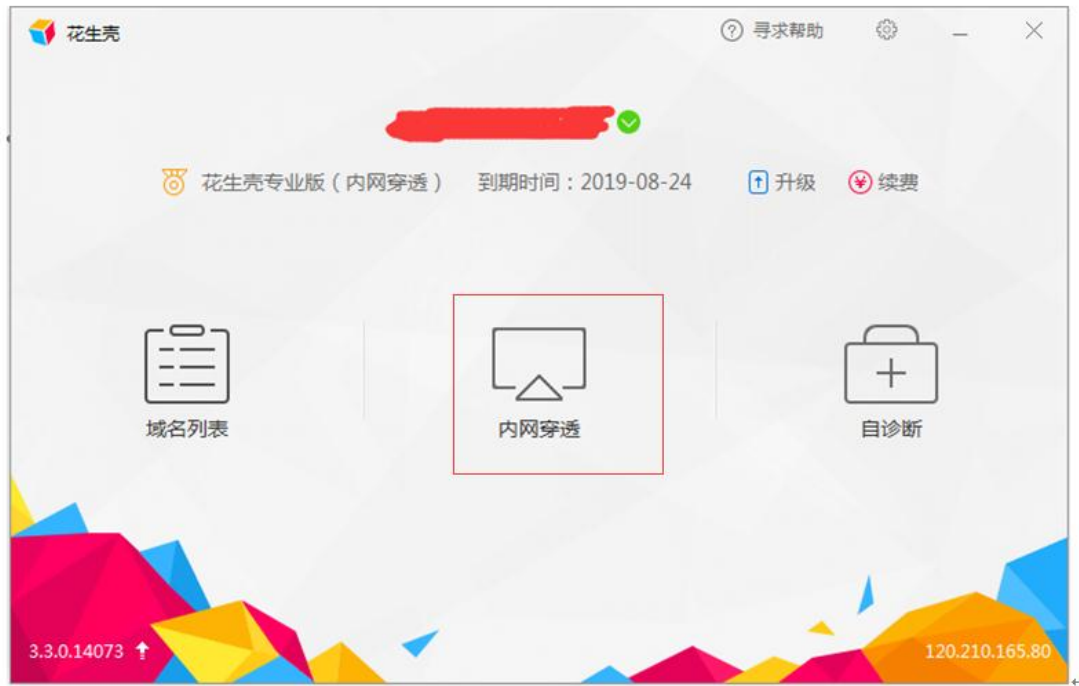 花生壳 寻求帮助
花生壳专业版（内网穿透） 到期时间：2019-08-24 升级 续费
域名列表 内网穿透 自诊断
3.3.0.14073 120.210.165.80